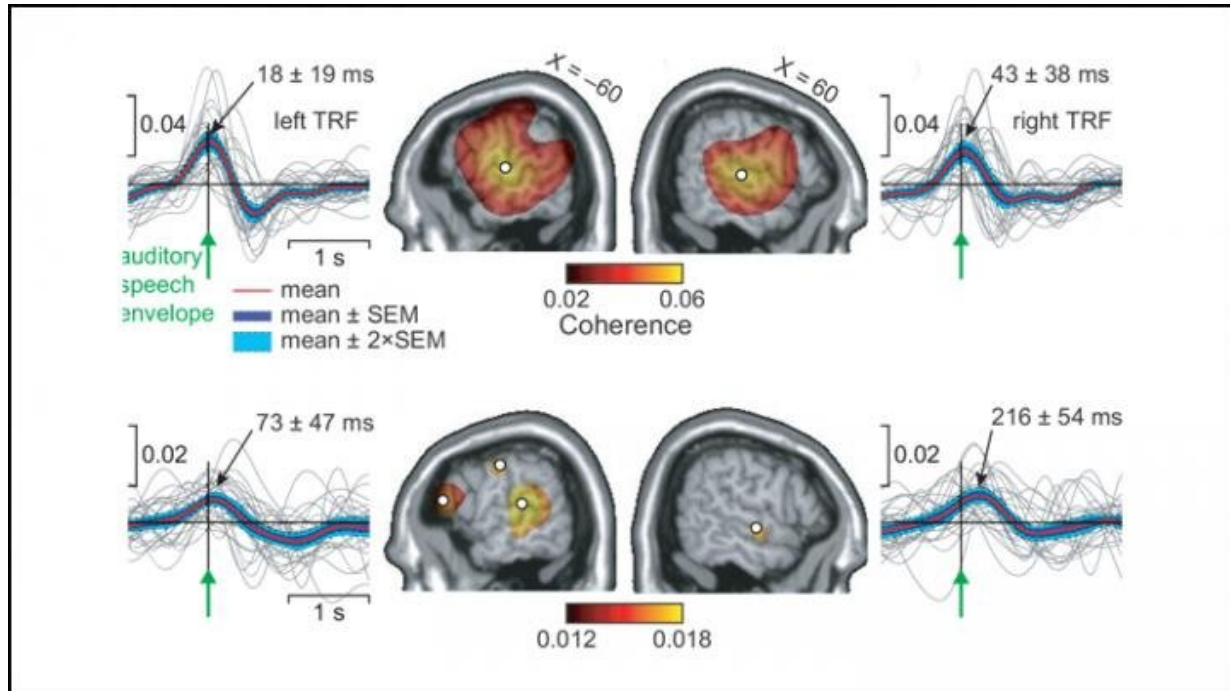 18 ± 19 ms
X = –60
X = 60
43 ± 38 ms
0.04
left TRF
0.04
right TRF
auditory
speech
envelope
1 s
mean
mean ± SEM
mean ± 2×SEM
0.02 0.06
Coherence
73 ± 47 ms
216 ± 54 ms
0.02
0.02
1 s
0.012 0.018